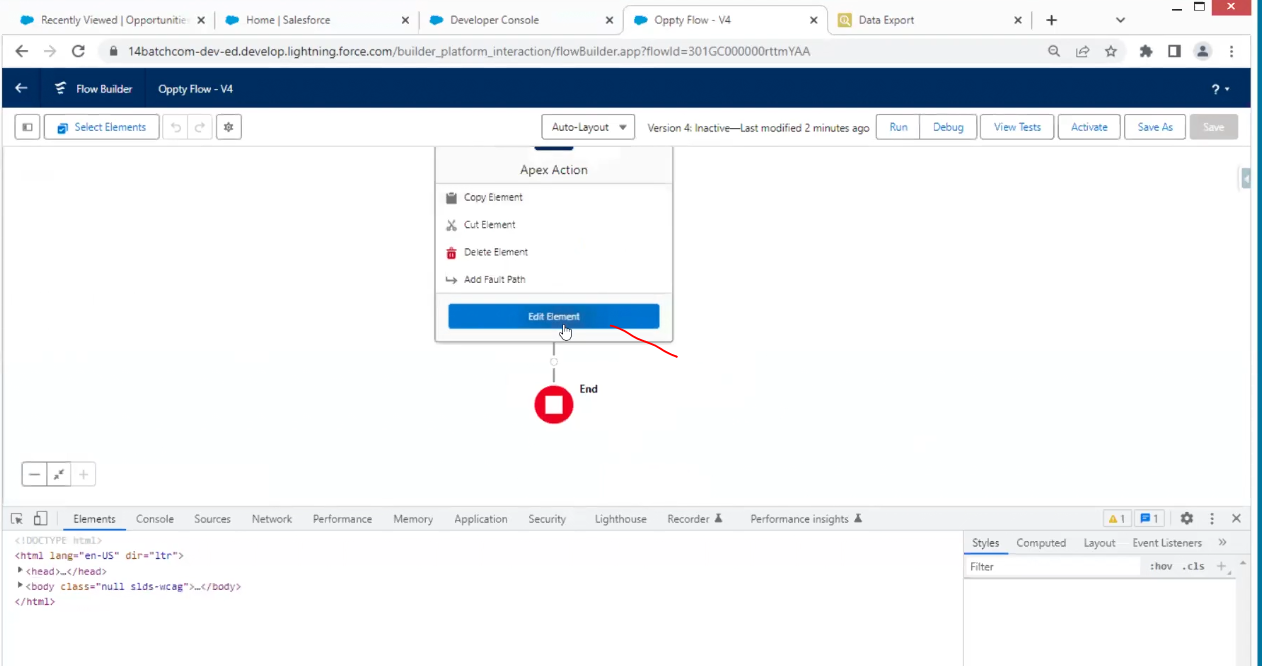 Recently Viewed | Opportunities
Home | Salesforce
Developer Console
Oppty Flow - V4
Data Export
14batchcom-dev-ed.develop.lightning.force.com/builder_platform_interaction/flowBuilder.app?flowId=301GC000000rttmYAA
Flow Builder
Oppty Flow - V4
?
Select Elements
Auto-Layout
Version 4: Inactive—Last modified 2 minutes ago
Run
Debug
View Tests
Activate
Save As
Save
Apex Action
Copy Element
Cut Element
Delete Element
Add Fault Path
Edit Element
End
Elements
Console
Sources
Network
Performance
Memory
Application
Security
Lighthouse
Recorder
Performance insights
1
1
<!DOCTYPE html>
<html lang="en-US" dir="ltr">
<head>…</head>
<body class="null slds-wcag">…</body>
</html>
Styles
Computed
Layout
Event Listeners
»
Filter
:hov
.cls
+